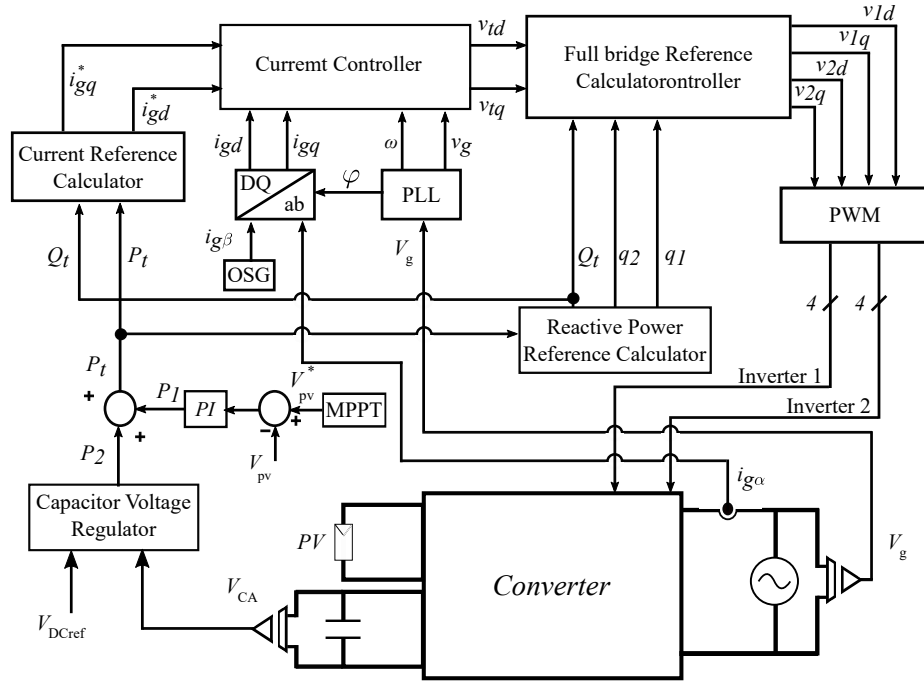 v1d
v1q
v2d
v2q
vtd
vtq
Curremt Controller
Full bridge Reference
Calculatorontroller
i*gq
i*gd
igd
igq
ω
vg
Current Reference
Calculator
DQ
ab
φ
PLL
PWM
igβ
OSG
Vg
Qt
Pt
Qt
q2
q1
4
4
Reactive Power
Reference Calculator
Inverter 1
Inverter 2
Pt
+
+
P1
PI
V*pv
+
−
MPPT
Vpv
P2
Capacitor Voltage
Regulator
VDCref
VCA
PV
Converter
igα
Vg